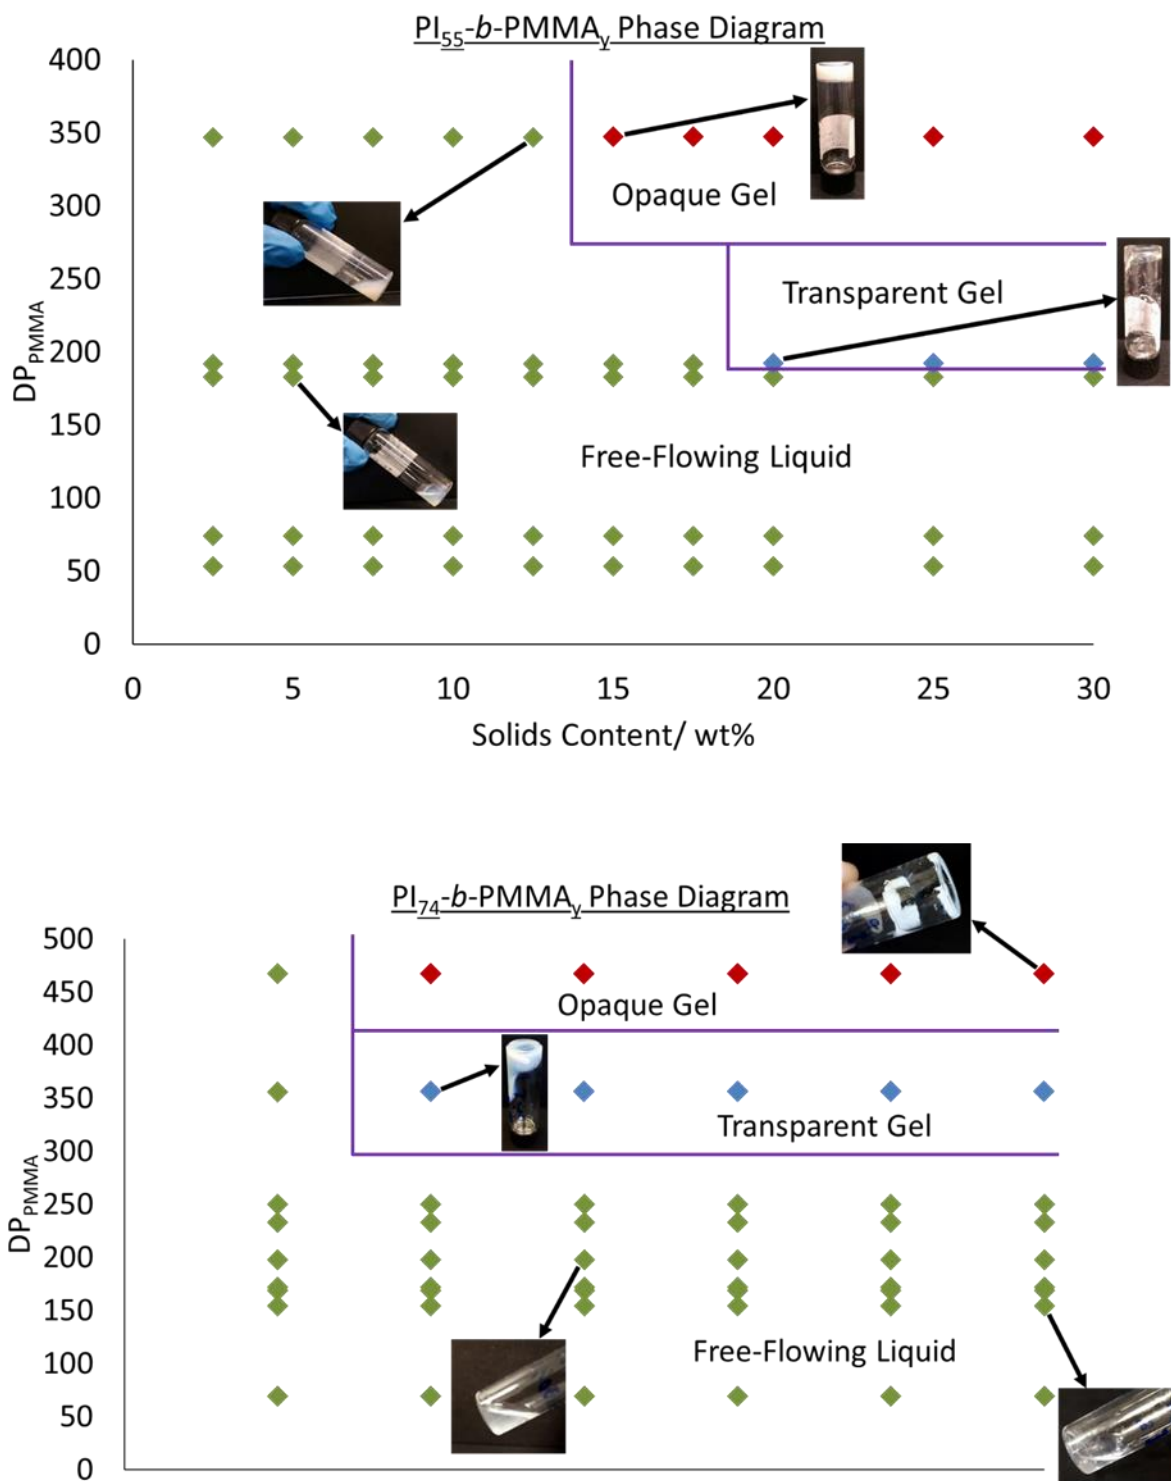 PI55-b-PMMAy Phase Diagram
400
350
300
250
200
150
100
50
0
DPPMMA
Opaque Gel
Transparent Gel
Free-Flowing Liquid
0 5 10 15 20 25 30
Solids Content/ wt%
PI74-b-PMMAy Phase Diagram
500
450
400
350
300
250
200
150
100
50
0
DPPMMA
Opaque Gel
Transparent Gel
Free-Flowing Liquid